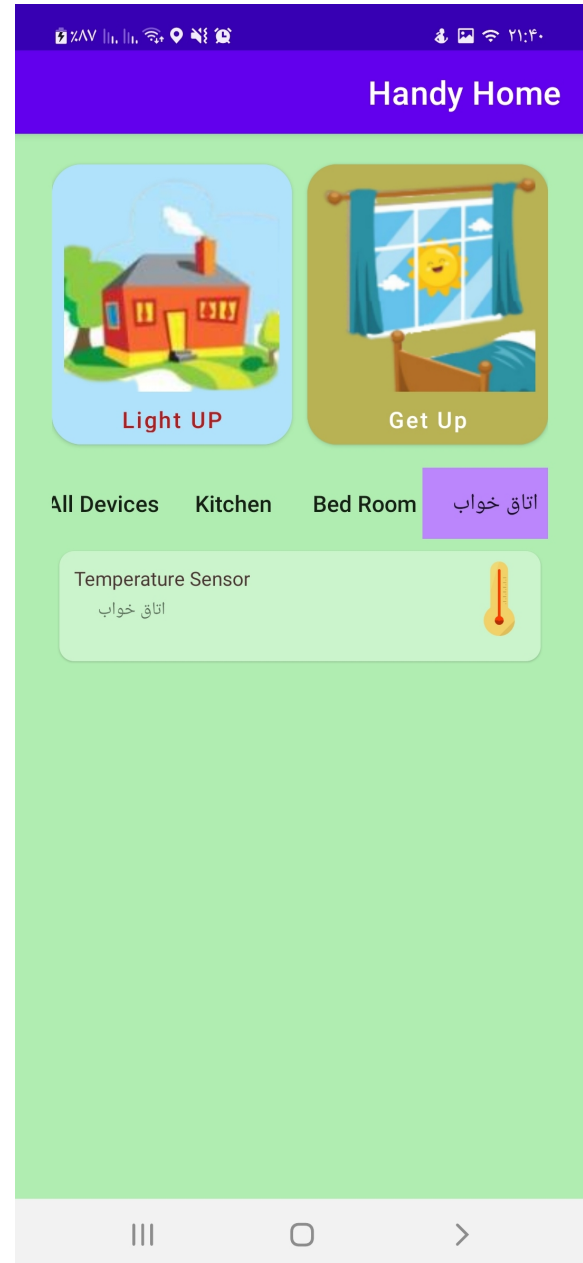 ٪۸۷ ۲۱:۴۰
Handy Home
Light UP
Get Up
All Devices Kitchen Bed Room اتاق خواب
Temperature Sensor
اتاق خواب